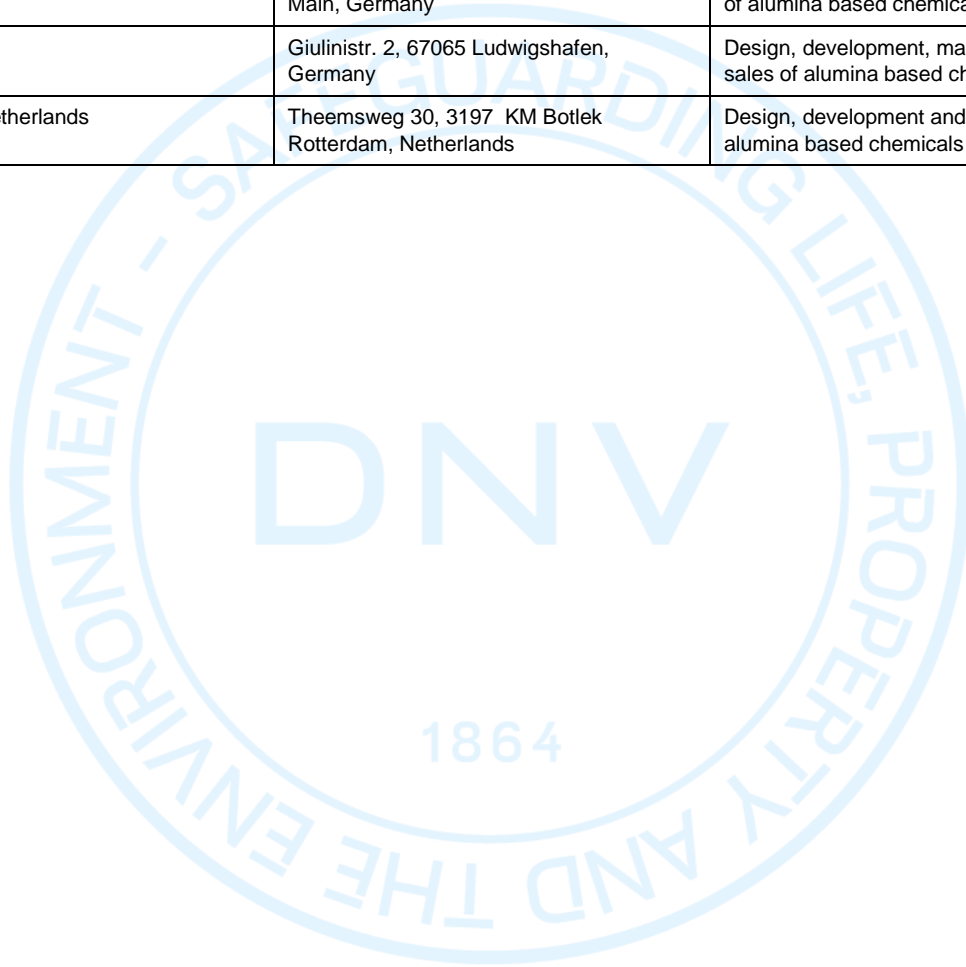 Main, Germany
of alumina based chemica
Giulinistr. 2, 67065 Ludwigshafen,
Germany
Design, development, ma
sales of alumina based ch
therlands
Theemsweg 30, 3197 KM Botlek
Rotterdam, Netherlands
Design, development and
alumina based chemicals
SAFEGUARDING LIFE, PROPERTY AND THE ENVIRONMENT -
DNV
1864